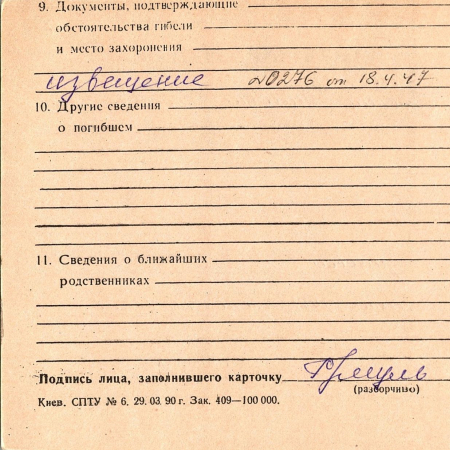 9. Документы, подтверждающие
обстоятельства гибели
и место захоронения
извещение №0276 от 18.4.47
10. Другие сведения
о погибшем
11. Сведения о ближайших
родственниках
Подпись лица, заполнившего карточку
(разборчиво)
Киев. СПТУ № 6. 29. 03. 90 г. Зак. 409—100 000.